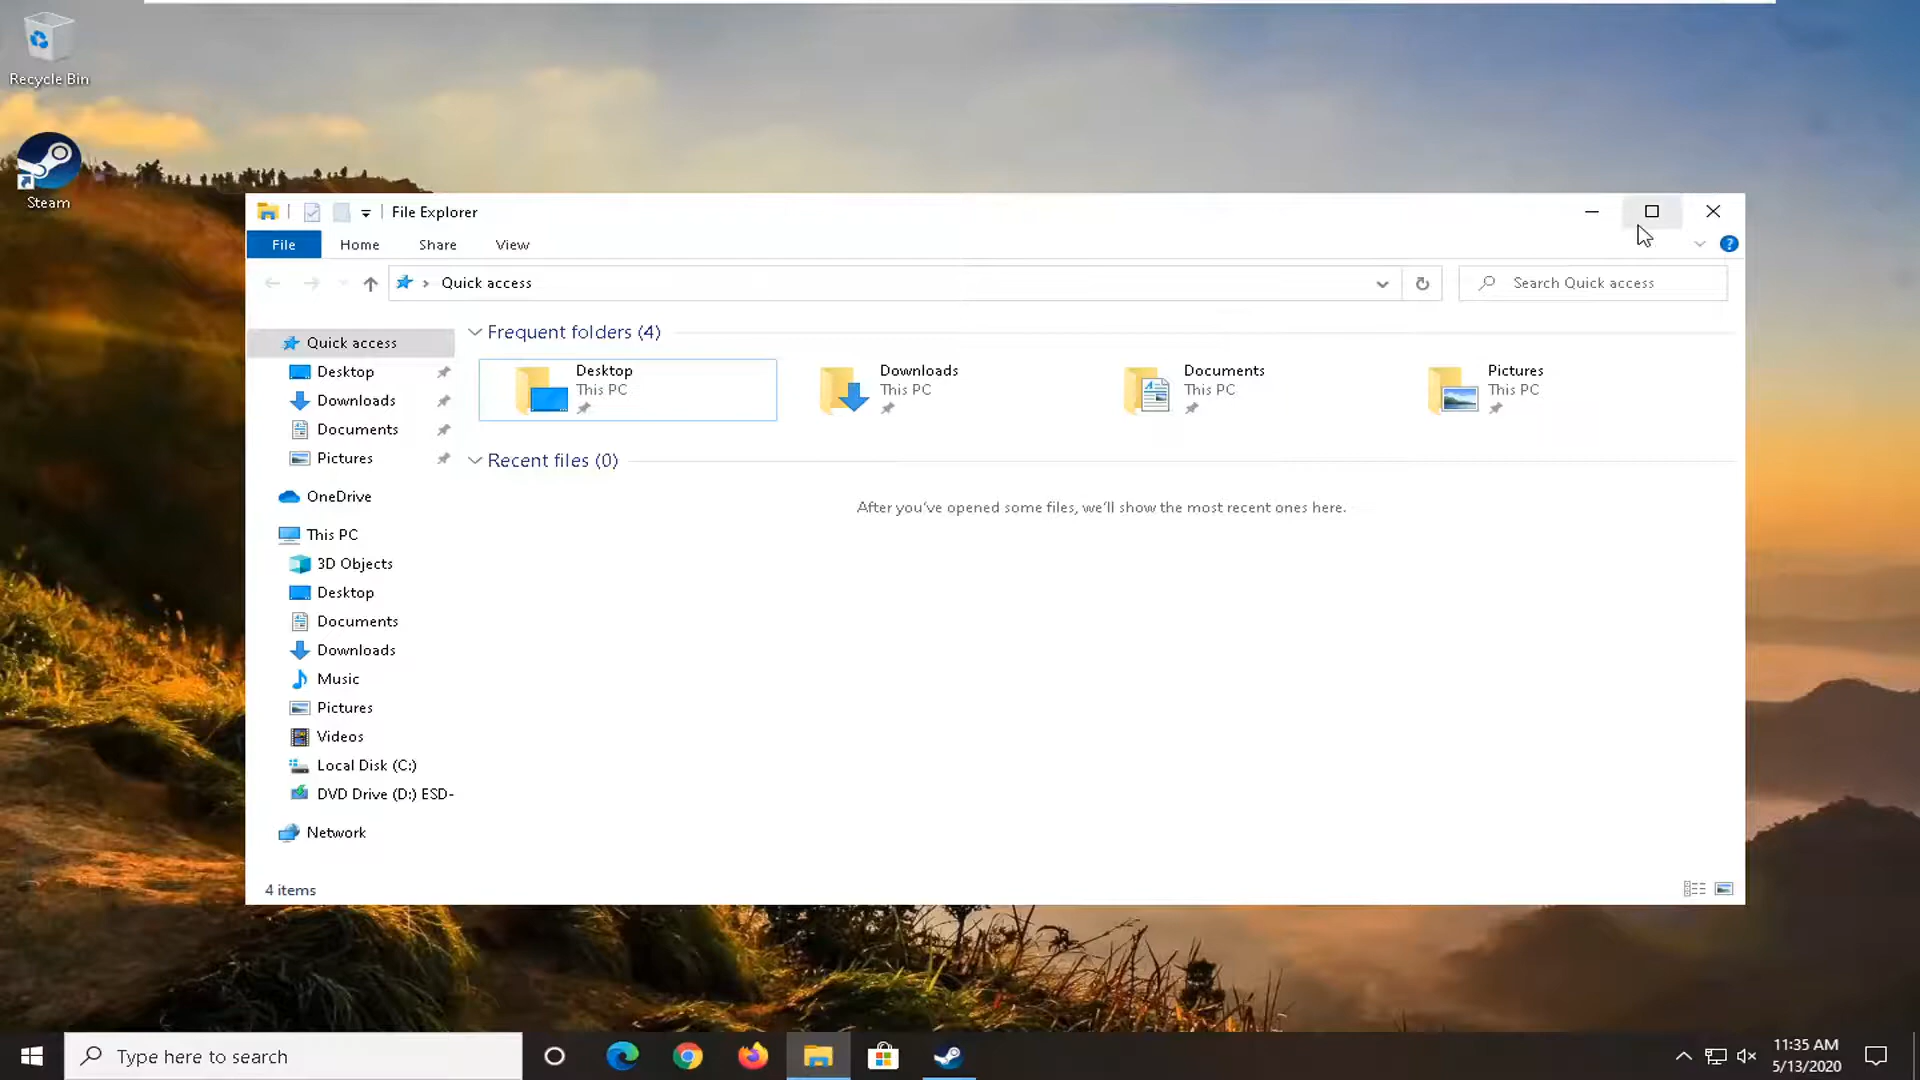 Recycle Bin
Steam
File Explorer
File
Home
Share
View
Quick access
Search Quick access
Quick access
Desktop
Downloads
Documents
Pictures
OneDrive
This PC
3D Objects
Desktop
Documents
Downloads
Music
Pictures
Videos
Local Disk (C:)
DVD Drive (D:) ESD-
Network
Frequent folders (4)
Desktop
This PC
Downloads
This PC
Documents
This PC
Pictures
This PC
Recent files (0)
After you've opened some files, we'll show the most recent ones here.
4 items
Type here to search
11:35 AM
5/13/2020